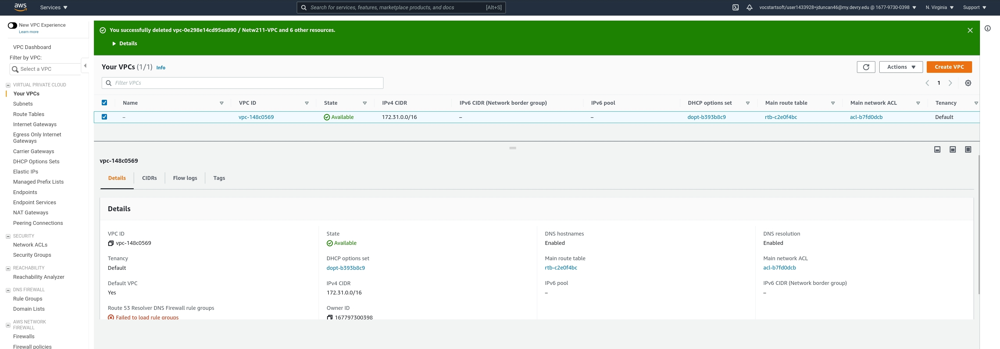 aws
Services
Search for services, features, marketplace products, and docs [Alt+S]
vocstartsoft/user1433928=jduncan46@my.devry.edu @ 1677-9730-0398
N. Virginia
Support
New VPC Experience
Learn more
VPC Dashboard
Filter by VPC:
Select a VPC
VIRTUAL PRIVATE CLOUD
Your VPCs
Subnets
Route Tables
Internet Gateways
Egress Only Internet
Gateways
Carrier Gateways
DHCP Options Sets
Elastic IPs
Managed Prefix Lists
Endpoints
Endpoint Services
NAT Gateways
Peering Connections
SECURITY
Network ACLs
Security Groups
REACHABILITY
Reachability Analyzer
DNS FIREWALL
Rule Groups
Domain Lists
AWS NETWORK
FIREWALL
Firewalls
Firewall policies
You successfully deleted vpc-0e298e14cd95ea890 / Netw211-VPC and 6 other resources.
Details
Your VPCs (1/1) Info
Actions
Create VPC
Filter VPCs
1
Name VPC ID State IPv4 CIDR IPv6 CIDR (Network border group) IPv6 pool DHCP options set Main route table Main network ACL Tenancy
– vpc-148c0569 Available 172.31.0.0/16 – – dopt-b393b8c9 rtb-c2e0f4bc acl-b7fd0dcb Default
vpc-148c0569
Details CIDRs Flow logs Tags
Details
VPC ID State DNS hostnames DNS resolution
vpc-148c0569 Available Enabled Enabled
Tenancy DHCP options set Main route table Main network ACL
Default dopt-b393b8c9 rtb-c2e0f4bc acl-b7fd0dcb
Default VPC IPv4 CIDR IPv6 pool IPv6 CIDR (Network border group)
Yes 172.31.0.0/16 – –
Route 53 Resolver DNS Firewall rule groups Owner ID
Failed to load rule groups 167797300398